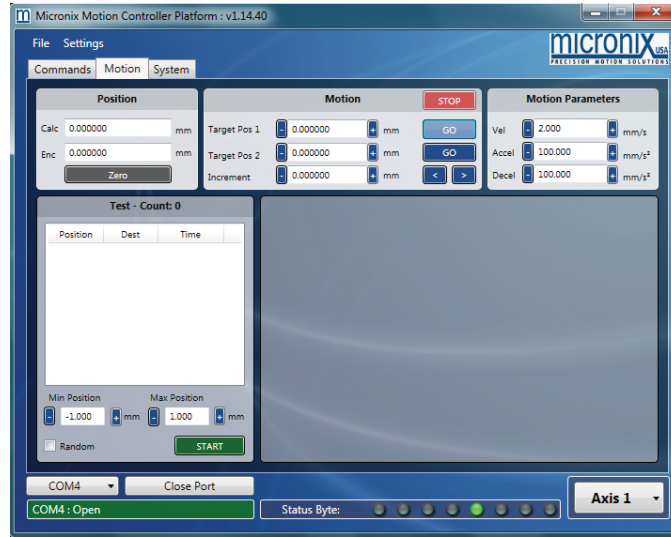 m Micronix Motion Controller Platform : v1.14.40
File Settings
MICRONIX USA
PRECISION MOTION SOLUTIONS
Commands Motion System
Position
Calc 0.000000 mm
Enc 0.000000 mm
Zero
Motion STOP
Target Pos 1 - 0.000000 + mm GO
Target Pos 2 - 0.000000 + mm GO
Increment - 0.000000 + mm < >
Motion Parameters
Vel - 2.000 + mm/s
Accel - 100.000 + mm/s²
Decel - 100.000 + mm/s²
Test - Count: 0
Position Dest Time
Min Position Max Position
- -1.000 + mm - 1.000 + mm
Random START
COM4 Close Port
COM4 : Open
Status Byte:
Axis 1